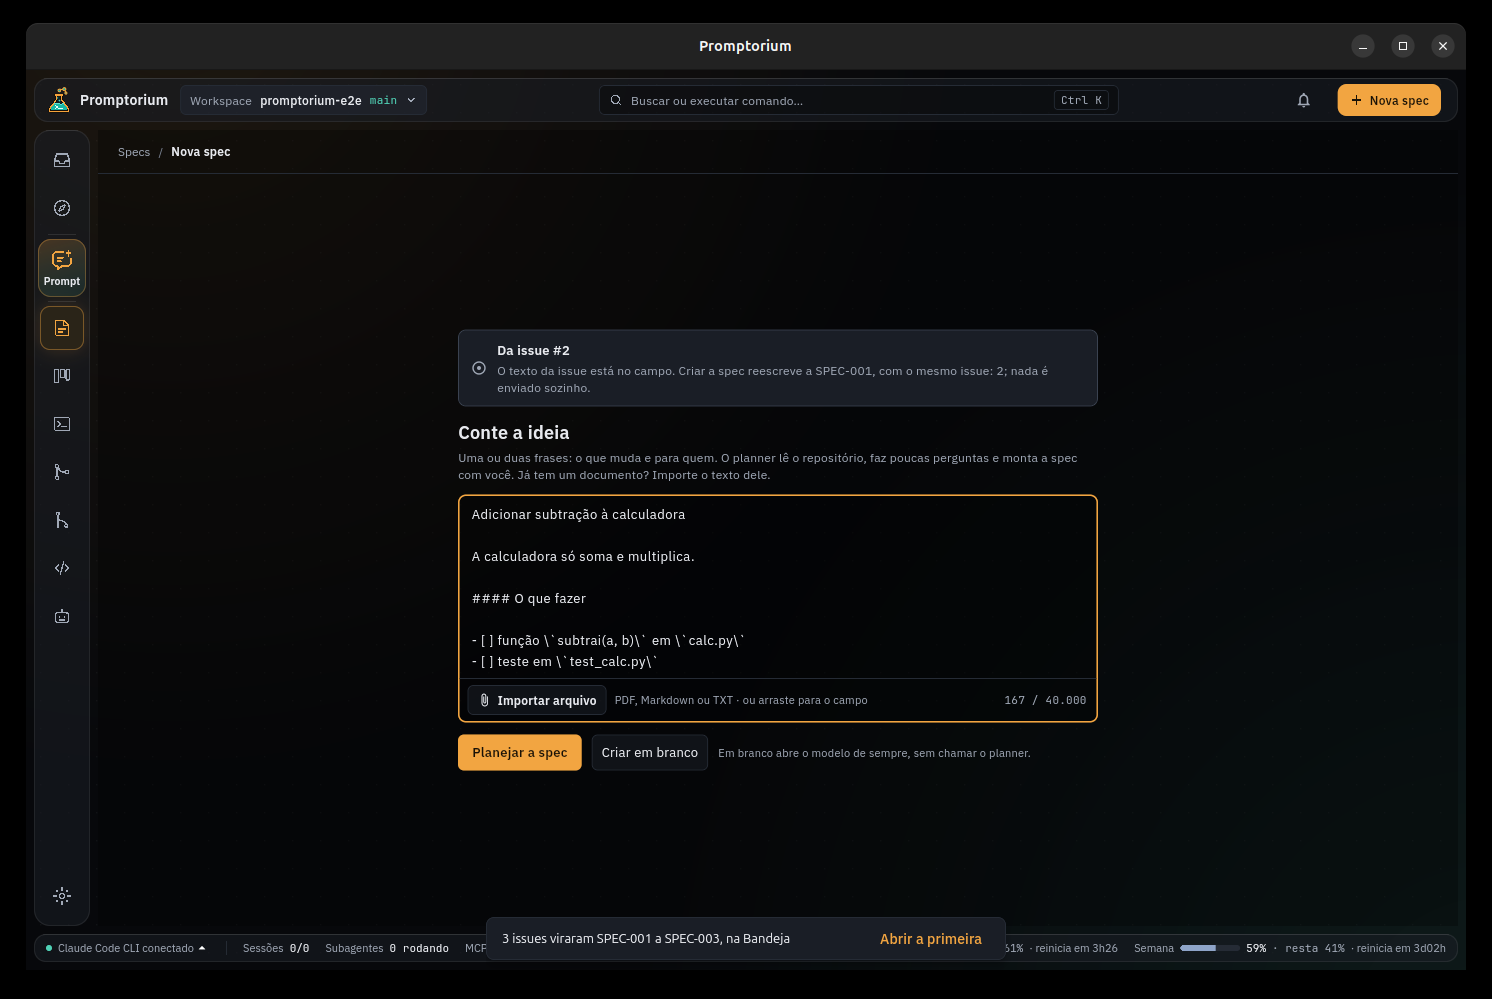 Promptorium
Promptorium
Workspace promptorium-e2e main
Buscar ou executar comando...
Ctrl K
Nova spec
Specs / Nova spec
Prompt
Da issue #2
O texto da issue está no campo. Criar a spec reescreve a SPEC-001, com o mesmo issue: 2; nada é
enviado sozinho.
Conte a ideia
Uma ou duas frases: o que muda e para quem. O planner lê o repositório, faz poucas perguntas e monta a spec
com você. Já tem um documento? Importe o texto dele.
Adicionar subtração à calculadora
A calculadora só soma e multiplica.
#### O que fazer
- [ ] função \`subtrai(a, b)\` em \`calc.py\`
- [ ] teste em \`test_calc.py\`
Importar arquivo
PDF, Markdown ou TXT · ou arraste para o campo
167 / 40.000
Planejar a spec
Criar em branco
Em branco abre o modelo de sempre, sem chamar o planner.
3 issues viraram SPEC-001 a SPEC-003, na Bandeja
Abrir a primeira
Claude Code CLI conectado
Sessões 0/0
Subagentes 0 rodando
MCP
61% · reinicia em 3h26
Semana 59% · resta 41% · reinicia em 3d02h